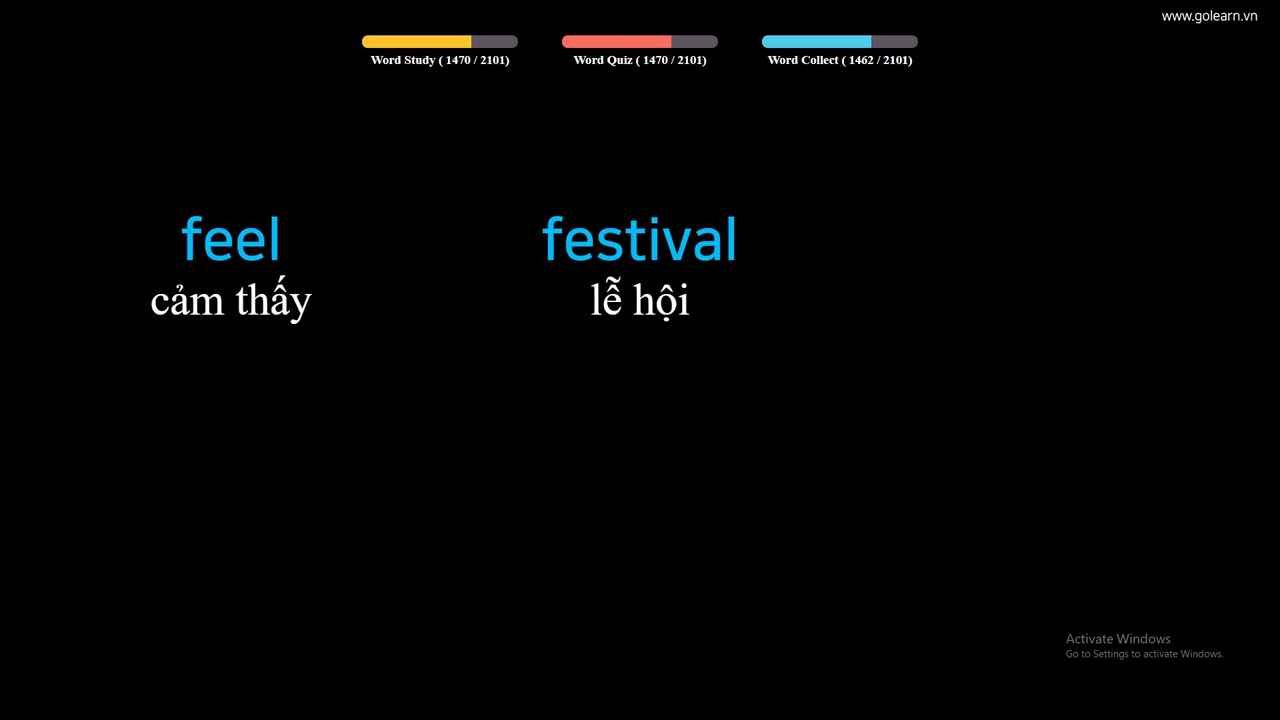 www.golearn.vn
Word Study ( 1470 / 2101)
Word Quiz ( 1470 / 2101)
Word Collect ( 1462 / 2101)
feel
cảm thấy
festival
lễ hội
Activate Windows
Go to Settings to activate Windows.